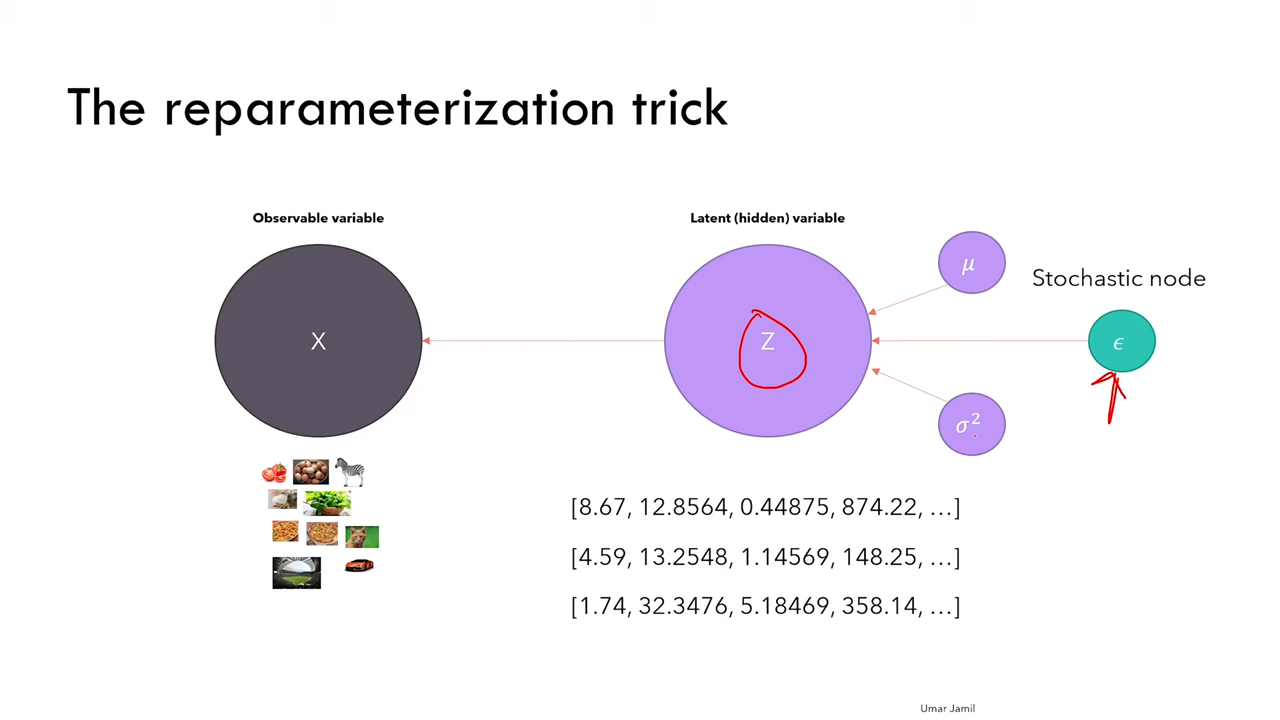 The reparameterization trick
Observable variable
Latent (hidden) variable
μ
Stochastic node
X
Z
ϵ
σ²
[8.67, 12.8564, 0.44875, 874.22, …]
[4.59, 13.2548, 1.14569, 148.25, …]
[1.74, 32.3476, 5.18469, 358.14, …]
Umar Jamil